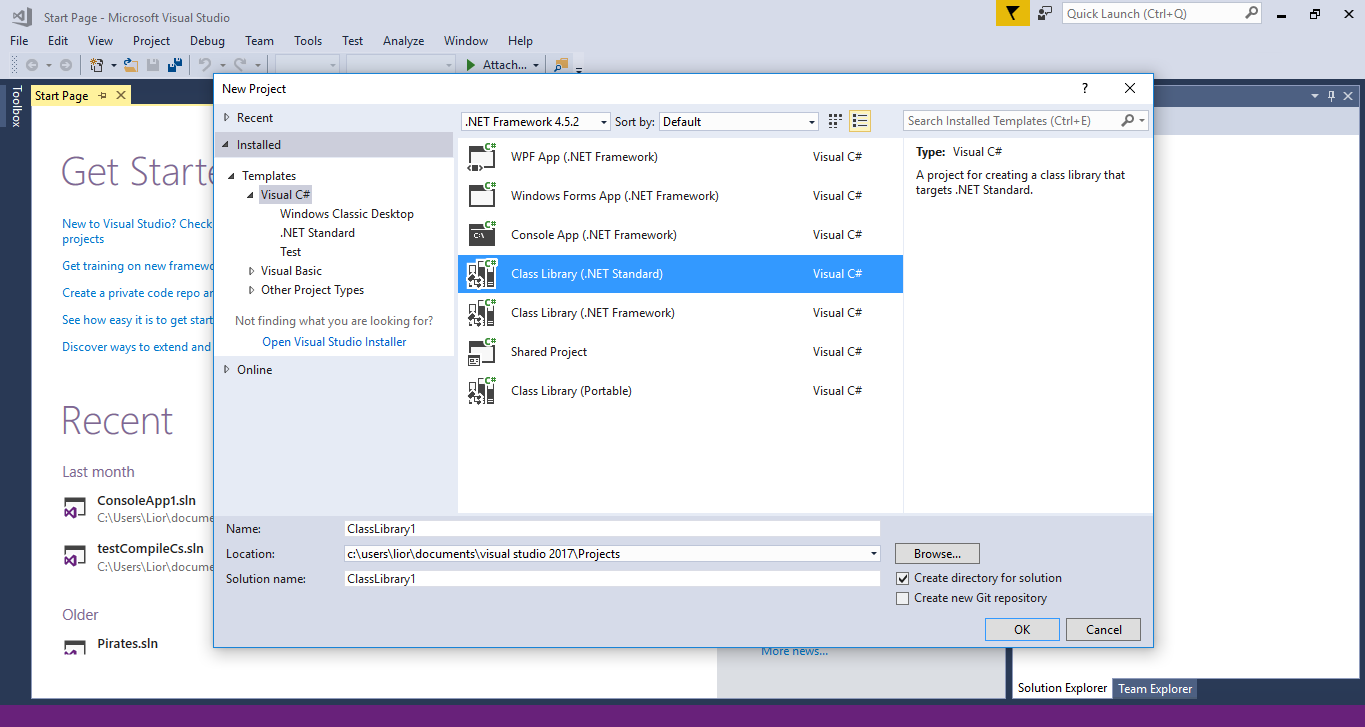 Start Page - Microsoft Visual Studio
Quick Launch (Ctrl+Q)
File Edit View Project Debug Team Tools Test Analyze Window Help
Attach...
Toolbox
Start Page
Get Starte
New to Visual Studio? Check
projects
Get training on new framewo
Create a private code repo an
See how easy it is to get start
Discover ways to extend and
Recent
Last month
ConsoleApp1.sln
C:\Users\Lior\docume
testCompileCs.sln
C:\Users\Lior\docume
Older
Pirates.sln
New Project
?
Recent
Installed
Templates
Visual C#
Windows Classic Desktop
.NET Standard
Test
Visual Basic
Other Project Types
Not finding what you are looking for?
Open Visual Studio Installer
Online
.NET Framework 4.5.2 Sort by: Default
Search Installed Templates (Ctrl+E)
C# WPF App (.NET Framework) Visual C#
C# Windows Forms App (.NET Framework) Visual C#
C# C:\ Console App (.NET Framework) Visual C#
C# Class Library (.NET Standard) Visual C#
C# Class Library (.NET Framework) Visual C#
C# Shared Project Visual C#
C# Class Library (Portable) Visual C#
Type: Visual C#
A project for creating a class library that
targets .NET Standard.
Name: ClassLibrary1
Location: c:\users\lior\documents\visual studio 2017\Projects
Browse...
Solution name: ClassLibrary1
Create directory for solution
Create new Git repository
OK Cancel
More news...
Solution Explorer Team Explorer